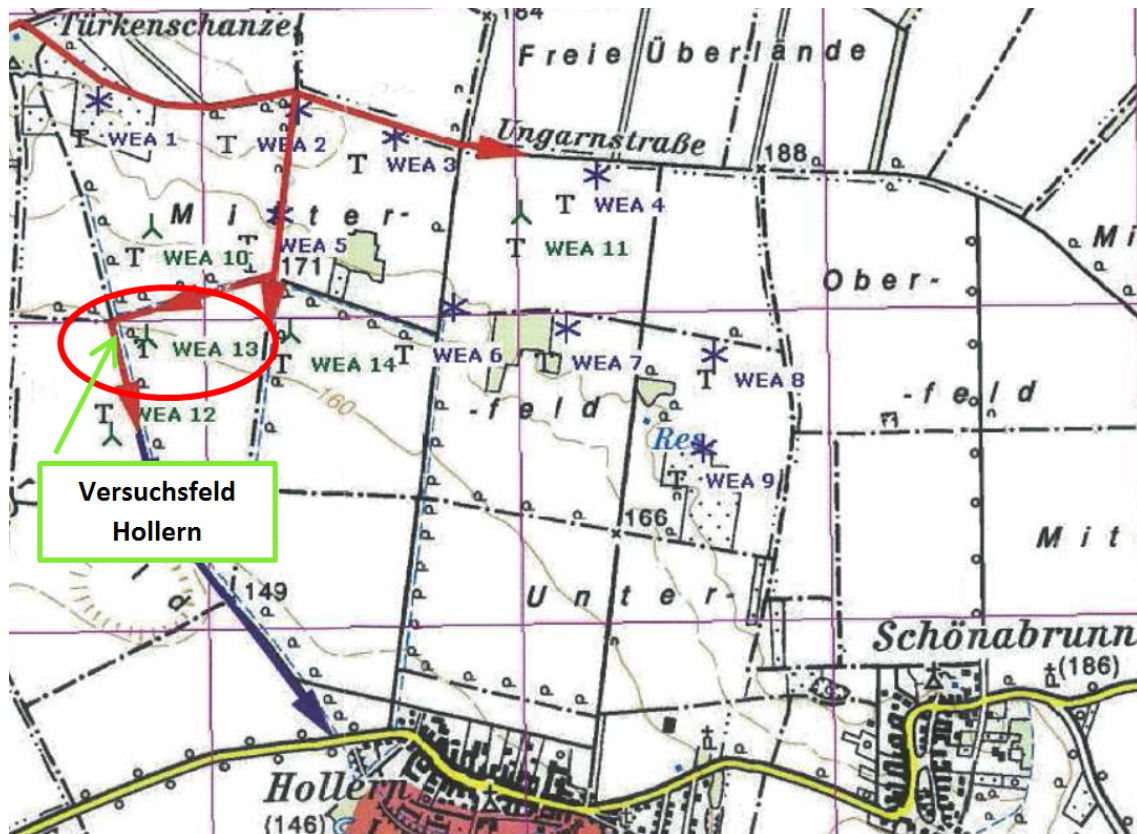 Türkenschanze
184
Freie Überlände
WEA 1
WEA 2
WEA 3
Ungarnstraße
188
WEA 4
Mitter-
WEA 5
WEA 10
WEA 11
171
Ober-
Mi
WEA 13
WEA 14
WEA 6
WEA 7
WEA 8
160
-feld
-feld
WEA 12
Res
WEA 9
Versuchsfeld
Hollern
166
Mit
149
Unter-
Schönabrunn
(186)
Hollern
(146)